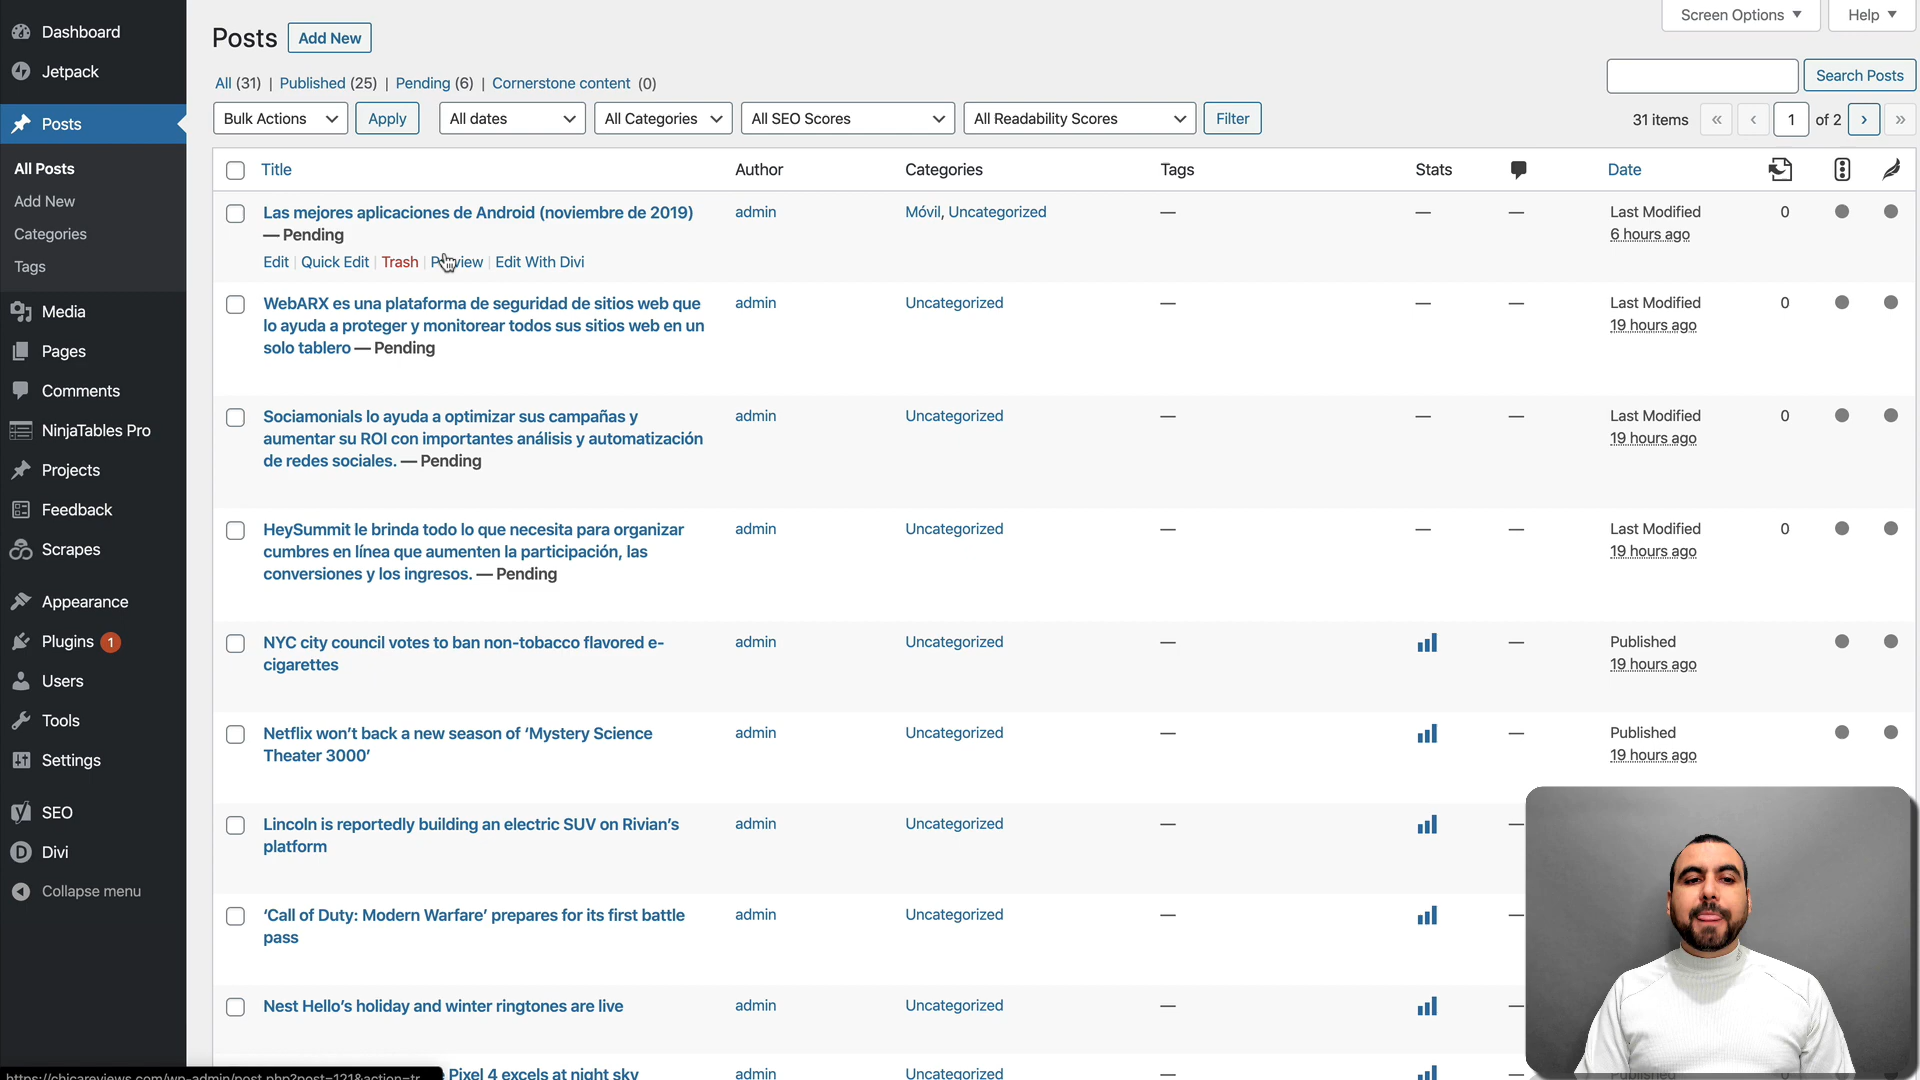 Dashboard
Jetpack
Posts
All Posts
Add New
Categories
Tags
Media
Pages
Comments
NinjaTables Pro
Projects
Feedback
Scrapes
Appearance
Plugins 1
Users
Tools
Settings
SEO
Divi
Collapse menu
Screen Options
Help
Posts Add New
All (31) | Published (25) | Pending (6) | Cornerstone content (0)
Search Posts
Bulk Actions Apply All dates All Categories All SEO Scores All Readability Scores Filter
31 items « ‹ 1 of 2 › »
Title Author Categories Tags Stats Date
Las mejores aplicaciones de Android (noviembre de 2019) admin Móvil, Uncategorized — — — Last Modified 0
— Pending 6 hours ago
Edit | Quick Edit | Trash | Preview | Edit With Divi
WebARX es una plataforma de seguridad de sitios web que admin Uncategorized — — — Last Modified 0
lo ayuda a proteger y monitorear todos sus sitios web en un 19 hours ago
solo tablero — Pending
Sociamonials lo ayuda a optimizar sus campañas y admin Uncategorized — — — Last Modified 0
aumentar su ROI con importantes análisis y automatización 19 hours ago
de redes sociales. — Pending
HeySummit le brinda todo lo que necesita para organizar admin Uncategorized — — — Last Modified 0
cumbres en línea que aumenten la participación, las 19 hours ago
conversiones y los ingresos. — Pending
NYC city council votes to ban non-tobacco flavored e- admin Uncategorized — — Published
cigarettes 19 hours ago
Netflix won't back a new season of ‘Mystery Science admin Uncategorized — — Published
Theater 3000’ 19 hours ago
Lincoln is reportedly building an electric SUV on Rivian's admin Uncategorized — —
platform
‘Call of Duty: Modern Warfare’ prepares for its first battle admin Uncategorized — —
pass
Nest Hello's holiday and winter ringtones are live admin Uncategorized — —
Pixel 4 excels at night sky admin Uncategorized —
https://chicareviews.com/wp-admin/post.php?post=121&action=tr